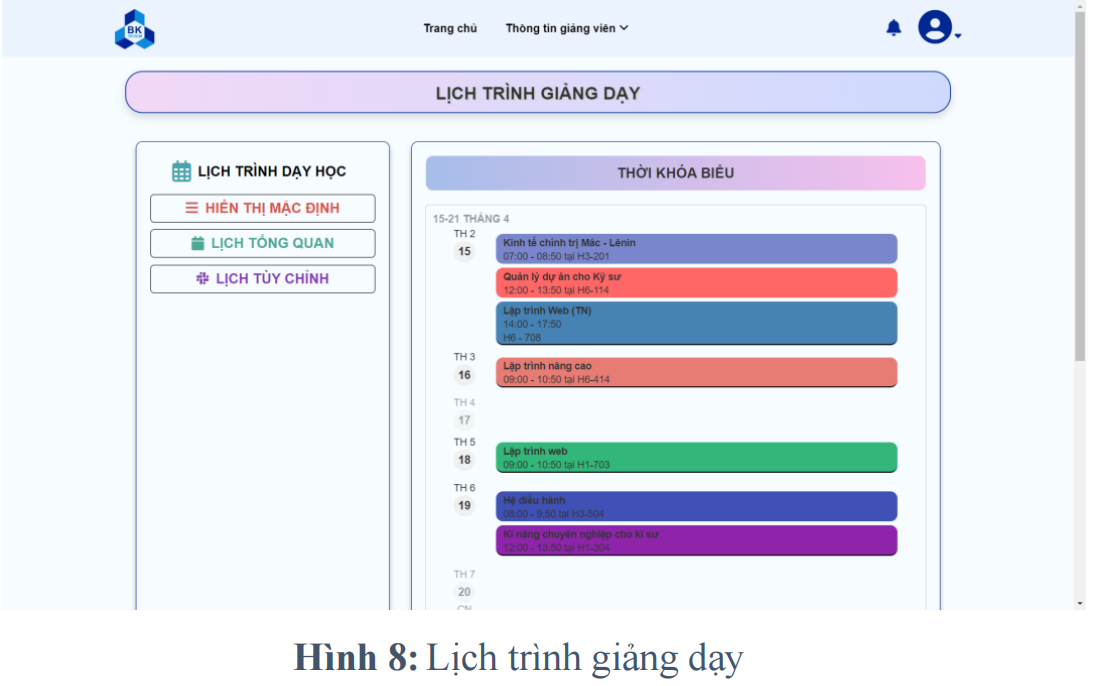 BK
Trang chủ
Thông tin giảng viên
LỊCH TRÌNH GIẢNG DẠY
LỊCH TRÌNH DẠY HỌC
HIỂN THỊ MẶC ĐỊNH
LỊCH TỔNG QUAN
LỊCH TÙY CHỈNH
THỜI KHÓA BIỂU
15-21 THÁNG 4
TH 2
15
Kinh tế chính trị Mác - Lênin
07:00 - 08:50 tại H3-201
Quản lý dự án cho Kỹ sư
12:00 - 13:50 tại H6-114
Lập trình Web (TN)
14:00 - 17:50
H6 - 708
TH 3
16
Lập trình nâng cao
09:00 - 10:50 tại H6-414
TH 4
17
TH 5
18
Lập trình web
09:00 - 10:50 tại H1-703
TH 6
19
Hệ điều hành
08:00 - 9:50 tại H3-504
Kĩ năng chuyên nghiệp cho kĩ sư
12:00 - 13:50 tại H1-304
TH 7
20
CN
Hình 8: Lịch trình giảng dạy